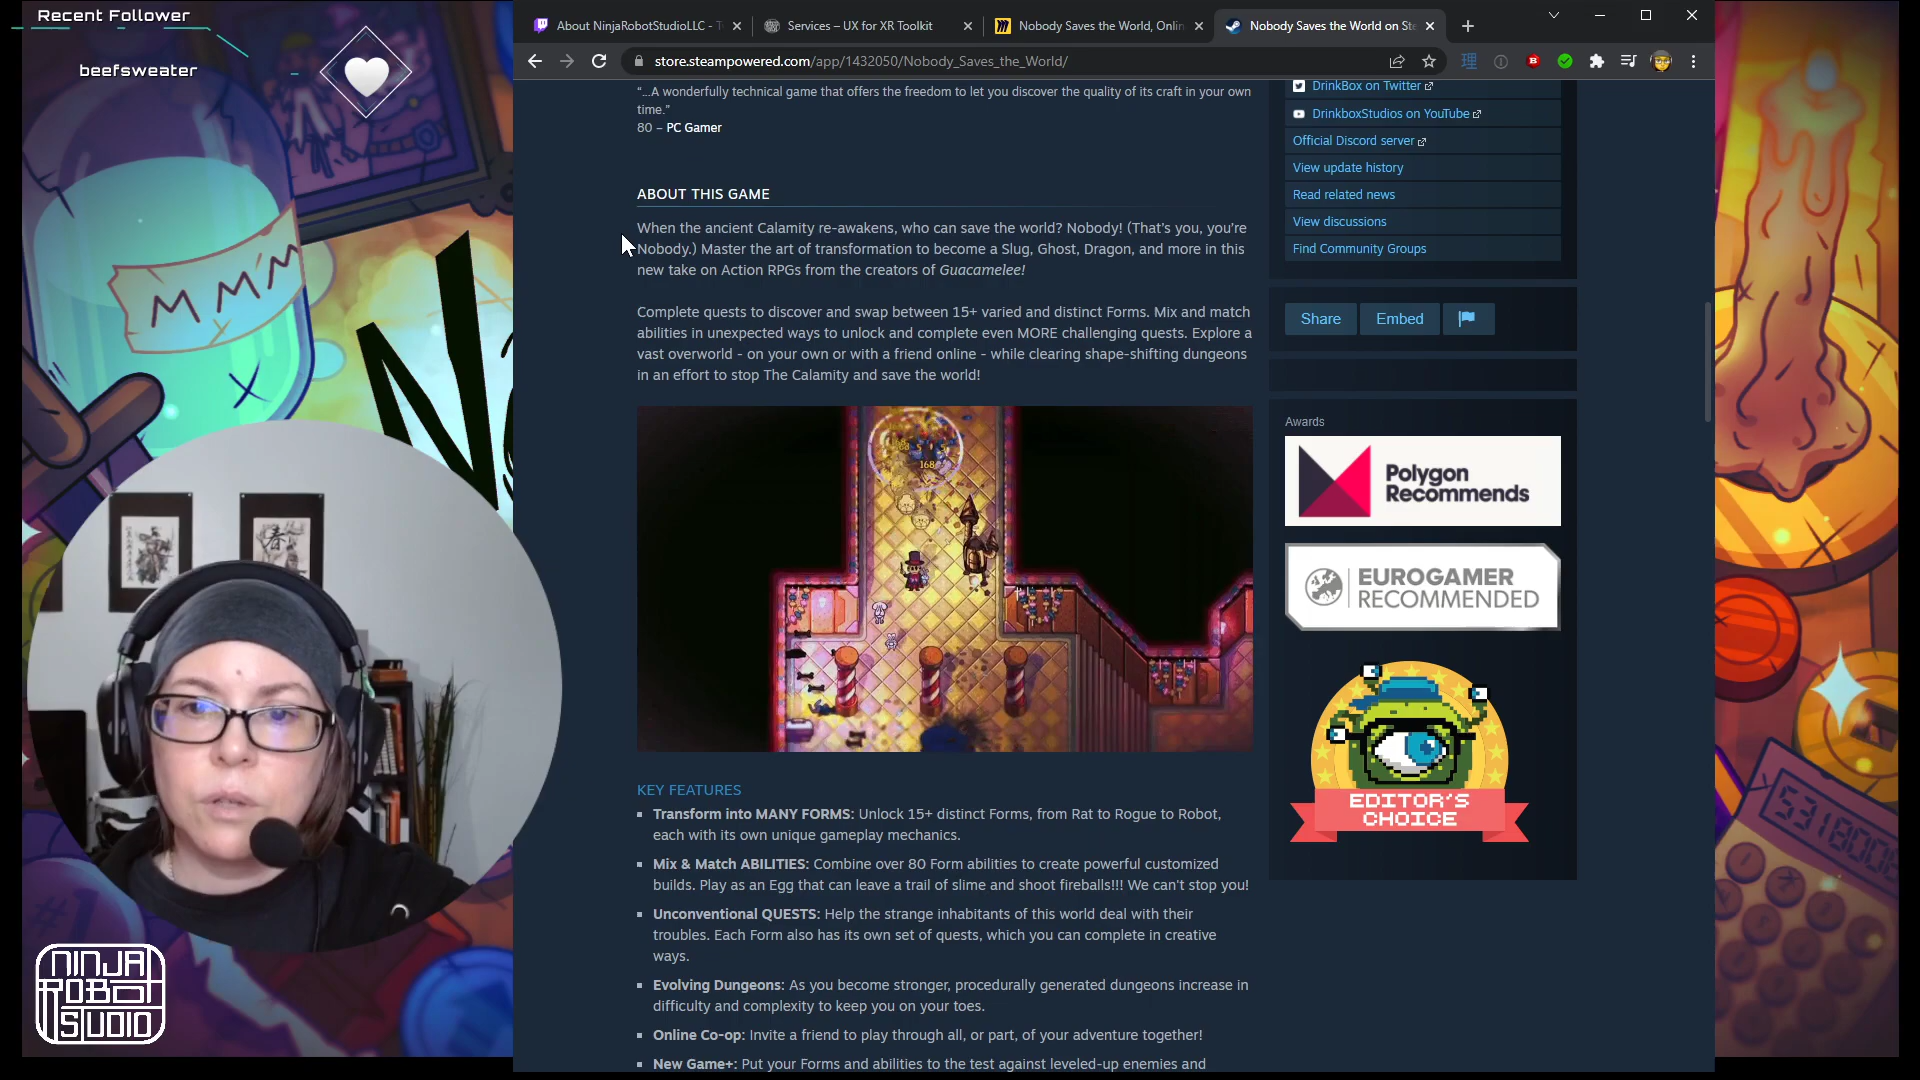 Recent Follower
beefsweater
About NinjaRobotStudioLLC - T
Services – UX for XR Toolkit
Nobody Saves the World, Onlin
Nobody Saves the World on Ste
store.steampowered.com/app/1432050/Nobody_Saves_the_World/
“...A wonderfully technical game that offers the freedom to let you discover the quality of its craft in your own
time.”
80 – PC Gamer
ABOUT THIS GAME
When the ancient Calamity re-awakens, who can save the world? Nobody! (That's you, you're
Nobody.) Master the art of transformation to become a Slug, Ghost, Dragon, and more in this
new take on Action RPGs from the creators of Guacamelee!
Complete quests to discover and swap between 15+ varied and distinct Forms. Mix and match
abilities in unexpected ways to unlock and complete even MORE challenging quests. Explore a
vast overworld - on your own or with a friend online - while clearing shape-shifting dungeons
in an effort to stop The Calamity and save the world!
168
KEY FEATURES
Transform into MANY FORMS: Unlock 15+ distinct Forms, from Rat to Rogue to Robot,
each with its own unique gameplay mechanics.
Mix & Match ABILITIES: Combine over 80 Form abilities to create powerful customized
builds. Play as an Egg that can leave a trail of slime and shoot fireballs!!! We can't stop you!
Unconventional QUESTS: Help the strange inhabitants of this world deal with their
troubles. Each Form also has its own set of quests, which you can complete in creative
ways.
Evolving Dungeons: As you become stronger, procedurally generated dungeons increase in
difficulty and complexity to keep you on your toes.
Online Co-op: Invite a friend to play through all, or part, of your adventure together!
New Game+: Put your Forms and abilities to the test against leveled-up enemies and
DrinkBox on Twitter
DrinkboxStudios on YouTube
Official Discord server
View update history
Read related news
View discussions
Find Community Groups
Share
Embed
Awards
Polygon
Recommends
EUROGAMER
RECOMMENDED
EDITOR'S
CHOICE
春
NINJA
ROBOT
STUDIO